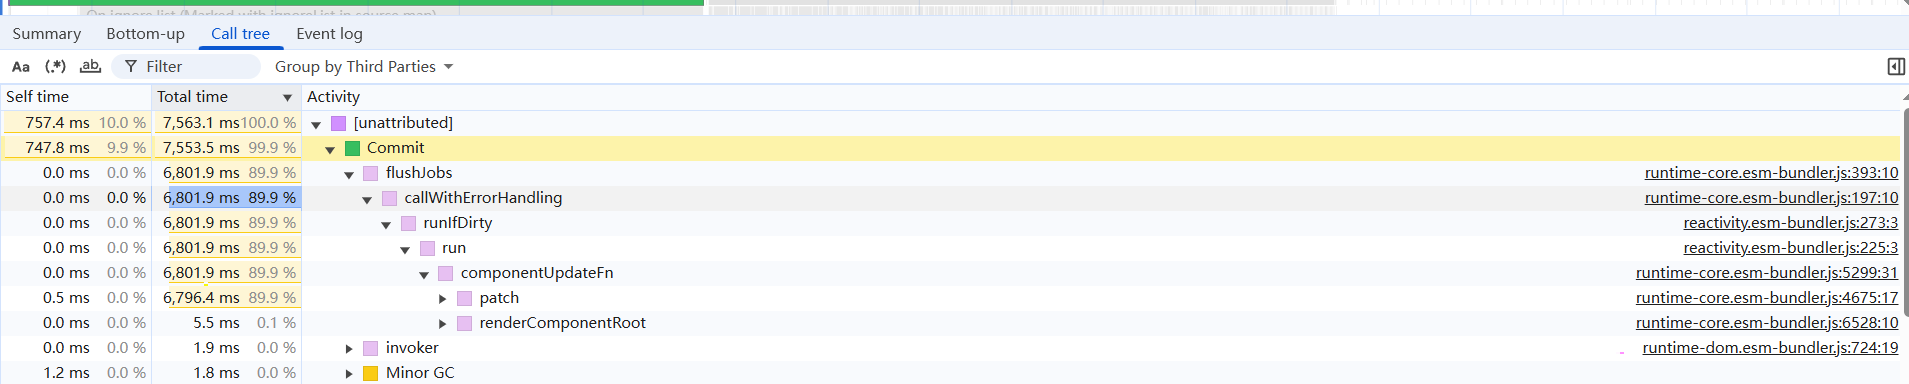 On ignore list (Marked with ignoreList in source map)
Summary Bottom-up Call tree Event log
Aa (.*) ab Filter Group by Third Parties
Self time Total time Activity
757.4 ms 10.0 % 7,563.1 ms 100.0 % [unattributed]
747.8 ms 9.9 % 7,553.5 ms 99.9 % Commit
0.0 ms 0.0 % 6,801.9 ms 89.9 % flushJobs runtime-core.esm-bundler.js:393:10
0.0 ms 0.0 % 6,801.9 ms 89.9 % callWithErrorHandling runtime-core.esm-bundler.js:197:10
0.0 ms 0.0 % 6,801.9 ms 89.9 % runIfDirty reactivity.esm-bundler.js:273:3
0.0 ms 0.0 % 6,801.9 ms 89.9 % run reactivity.esm-bundler.js:225:3
0.0 ms 0.0 % 6,801.9 ms 89.9 % componentUpdateFn runtime-core.esm-bundler.js:5299:31
0.5 ms 0.0 % 6,796.4 ms 89.9 % patch runtime-core.esm-bundler.js:4675:17
0.0 ms 0.0 % 5.5 ms 0.1 % renderComponentRoot runtime-core.esm-bundler.js:6528:10
0.0 ms 0.0 % 1.9 ms 0.0 % invoker runtime-dom.esm-bundler.js:724:19
1.2 ms 0.0 % 1.8 ms 0.0 % Minor GC